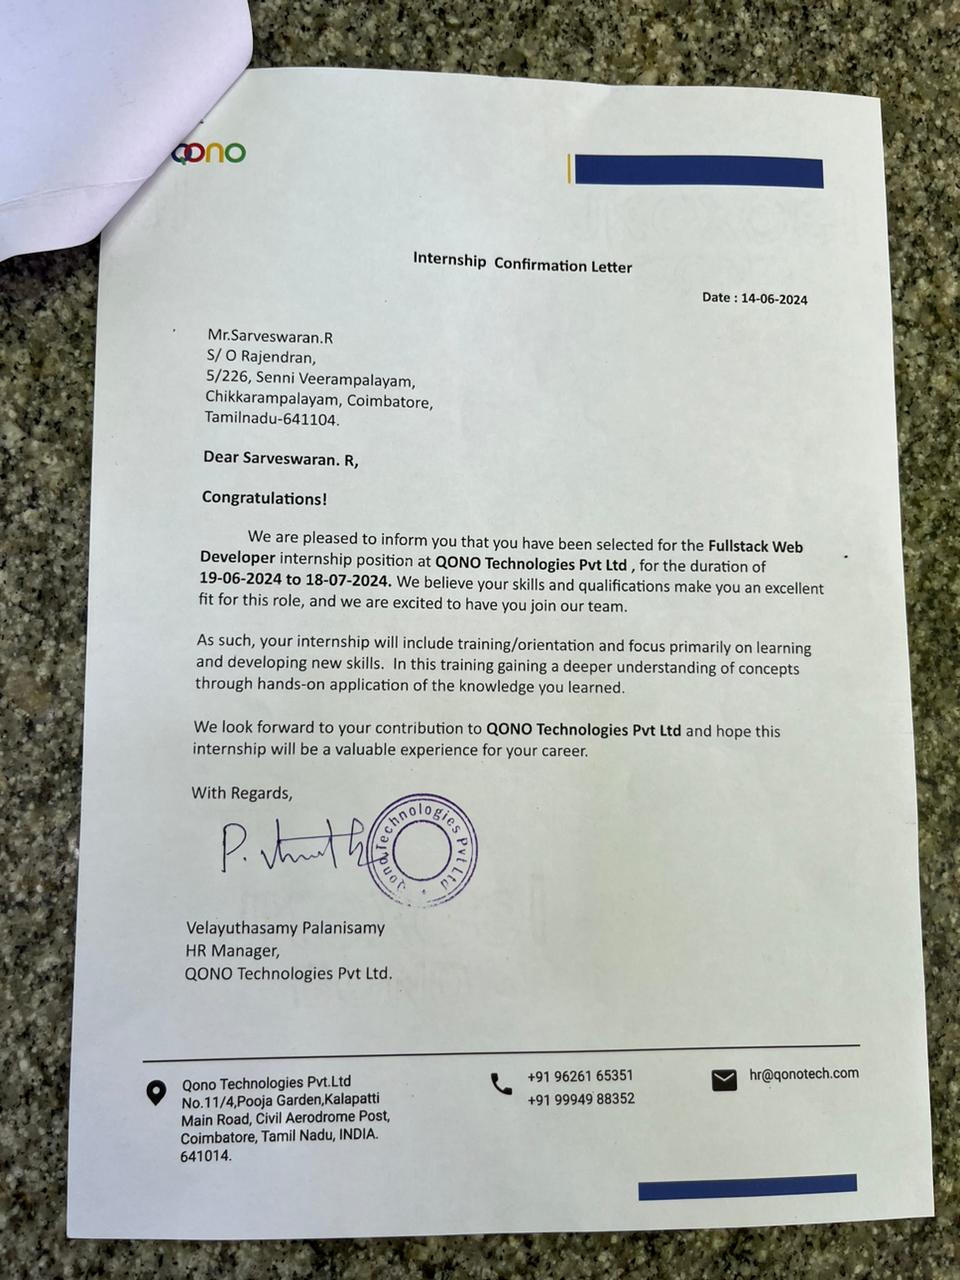 QONO
Internship Confirmation Letter
Date : 14-06-2024
Mr.Sarveswaran.R
S/ O Rajendran,
5/226, Senni Veerampalayam,
Chikkarampalayam, Coimbatore,
Tamilnadu-641104.
Dear Sarveswaran. R,
Congratulations!
We are pleased to inform you that you have been selected for the Fullstack Web
Developer internship position at QONO Technologies Pvt Ltd , for the duration of
19-06-2024 to 18-07-2024. We believe your skills and qualifications make you an excellent
fit for this role, and we are excited to have you join our team.
As such, your internship will include training/orientation and focus primarily on learning
and developing new skills. In this training gaining a deeper understanding of concepts
through hands-on application of the knowledge you learned.
We look forward to your contribution to QONO Technologies Pvt Ltd and hope this
internship will be a valuable experience for your career.
With Regards,
P.
Qono Technologies Pvt Ltd
Velayuthasamy Palanisamy
HR Manager,
QONO Technologies Pvt Ltd.
Qono Technologies Pvt.Ltd
No.11/4,Pooja Garden,Kalapatti
Main Road, Civil Aerodrome Post,
Coimbatore, Tamil Nadu, INDIA.
641014.
+91 96261 65351
+91 99949 88352
hr@qonotech.com